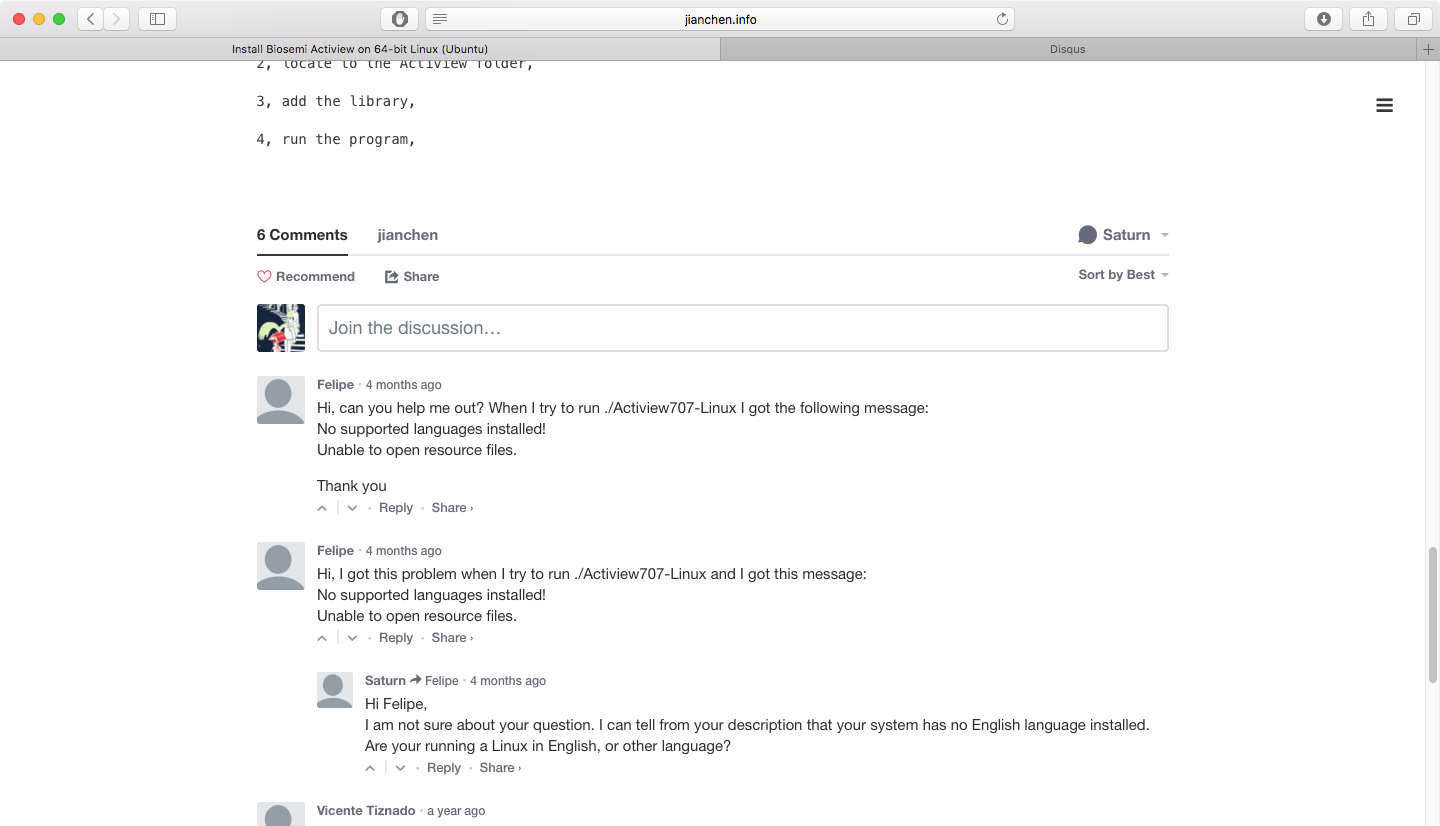 jianchen.info
Install Biosemi Actiview on 64-bit Linux (Ubuntu)
Disqus
2, locate to the Actiview folder,
3, add the library,
4, run the program,
6 Comments
jianchen
Saturn
Recommend
Share
Sort by Best
Join the discussion…
Felipe · 4 months ago
Hi, can you help me out? When I try to run ./Actiview707-Linux I got the following message:
No supported languages installed!
Unable to open resource files.
Thank you
Reply · Share ›
Felipe · 4 months ago
Hi, I got this problem when I try to run ./Actiview707-Linux and I got this message:
No supported languages installed!
Unable to open resource files.
Reply · Share ›
Saturn Felipe · 4 months ago
Hi Felipe,
I am not sure about your question. I can tell from your description that your system has no English language installed.
Are your running a Linux in English, or other language?
Reply · Share ›
Vicente Tiznado · a year ago